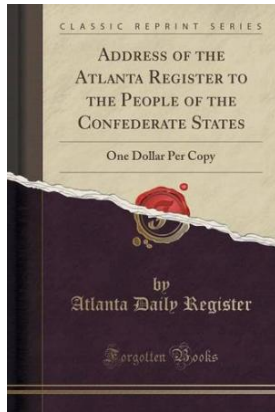 CLASSIC REPRINT SERIES
ADDRESS OF THE
ATLANTA REGISTER TO
THE PEOPLE OF THE
CONFEDERATE STATES
One Dollar Per Copy
by
Atlanta Daily Register
Forgotten Books